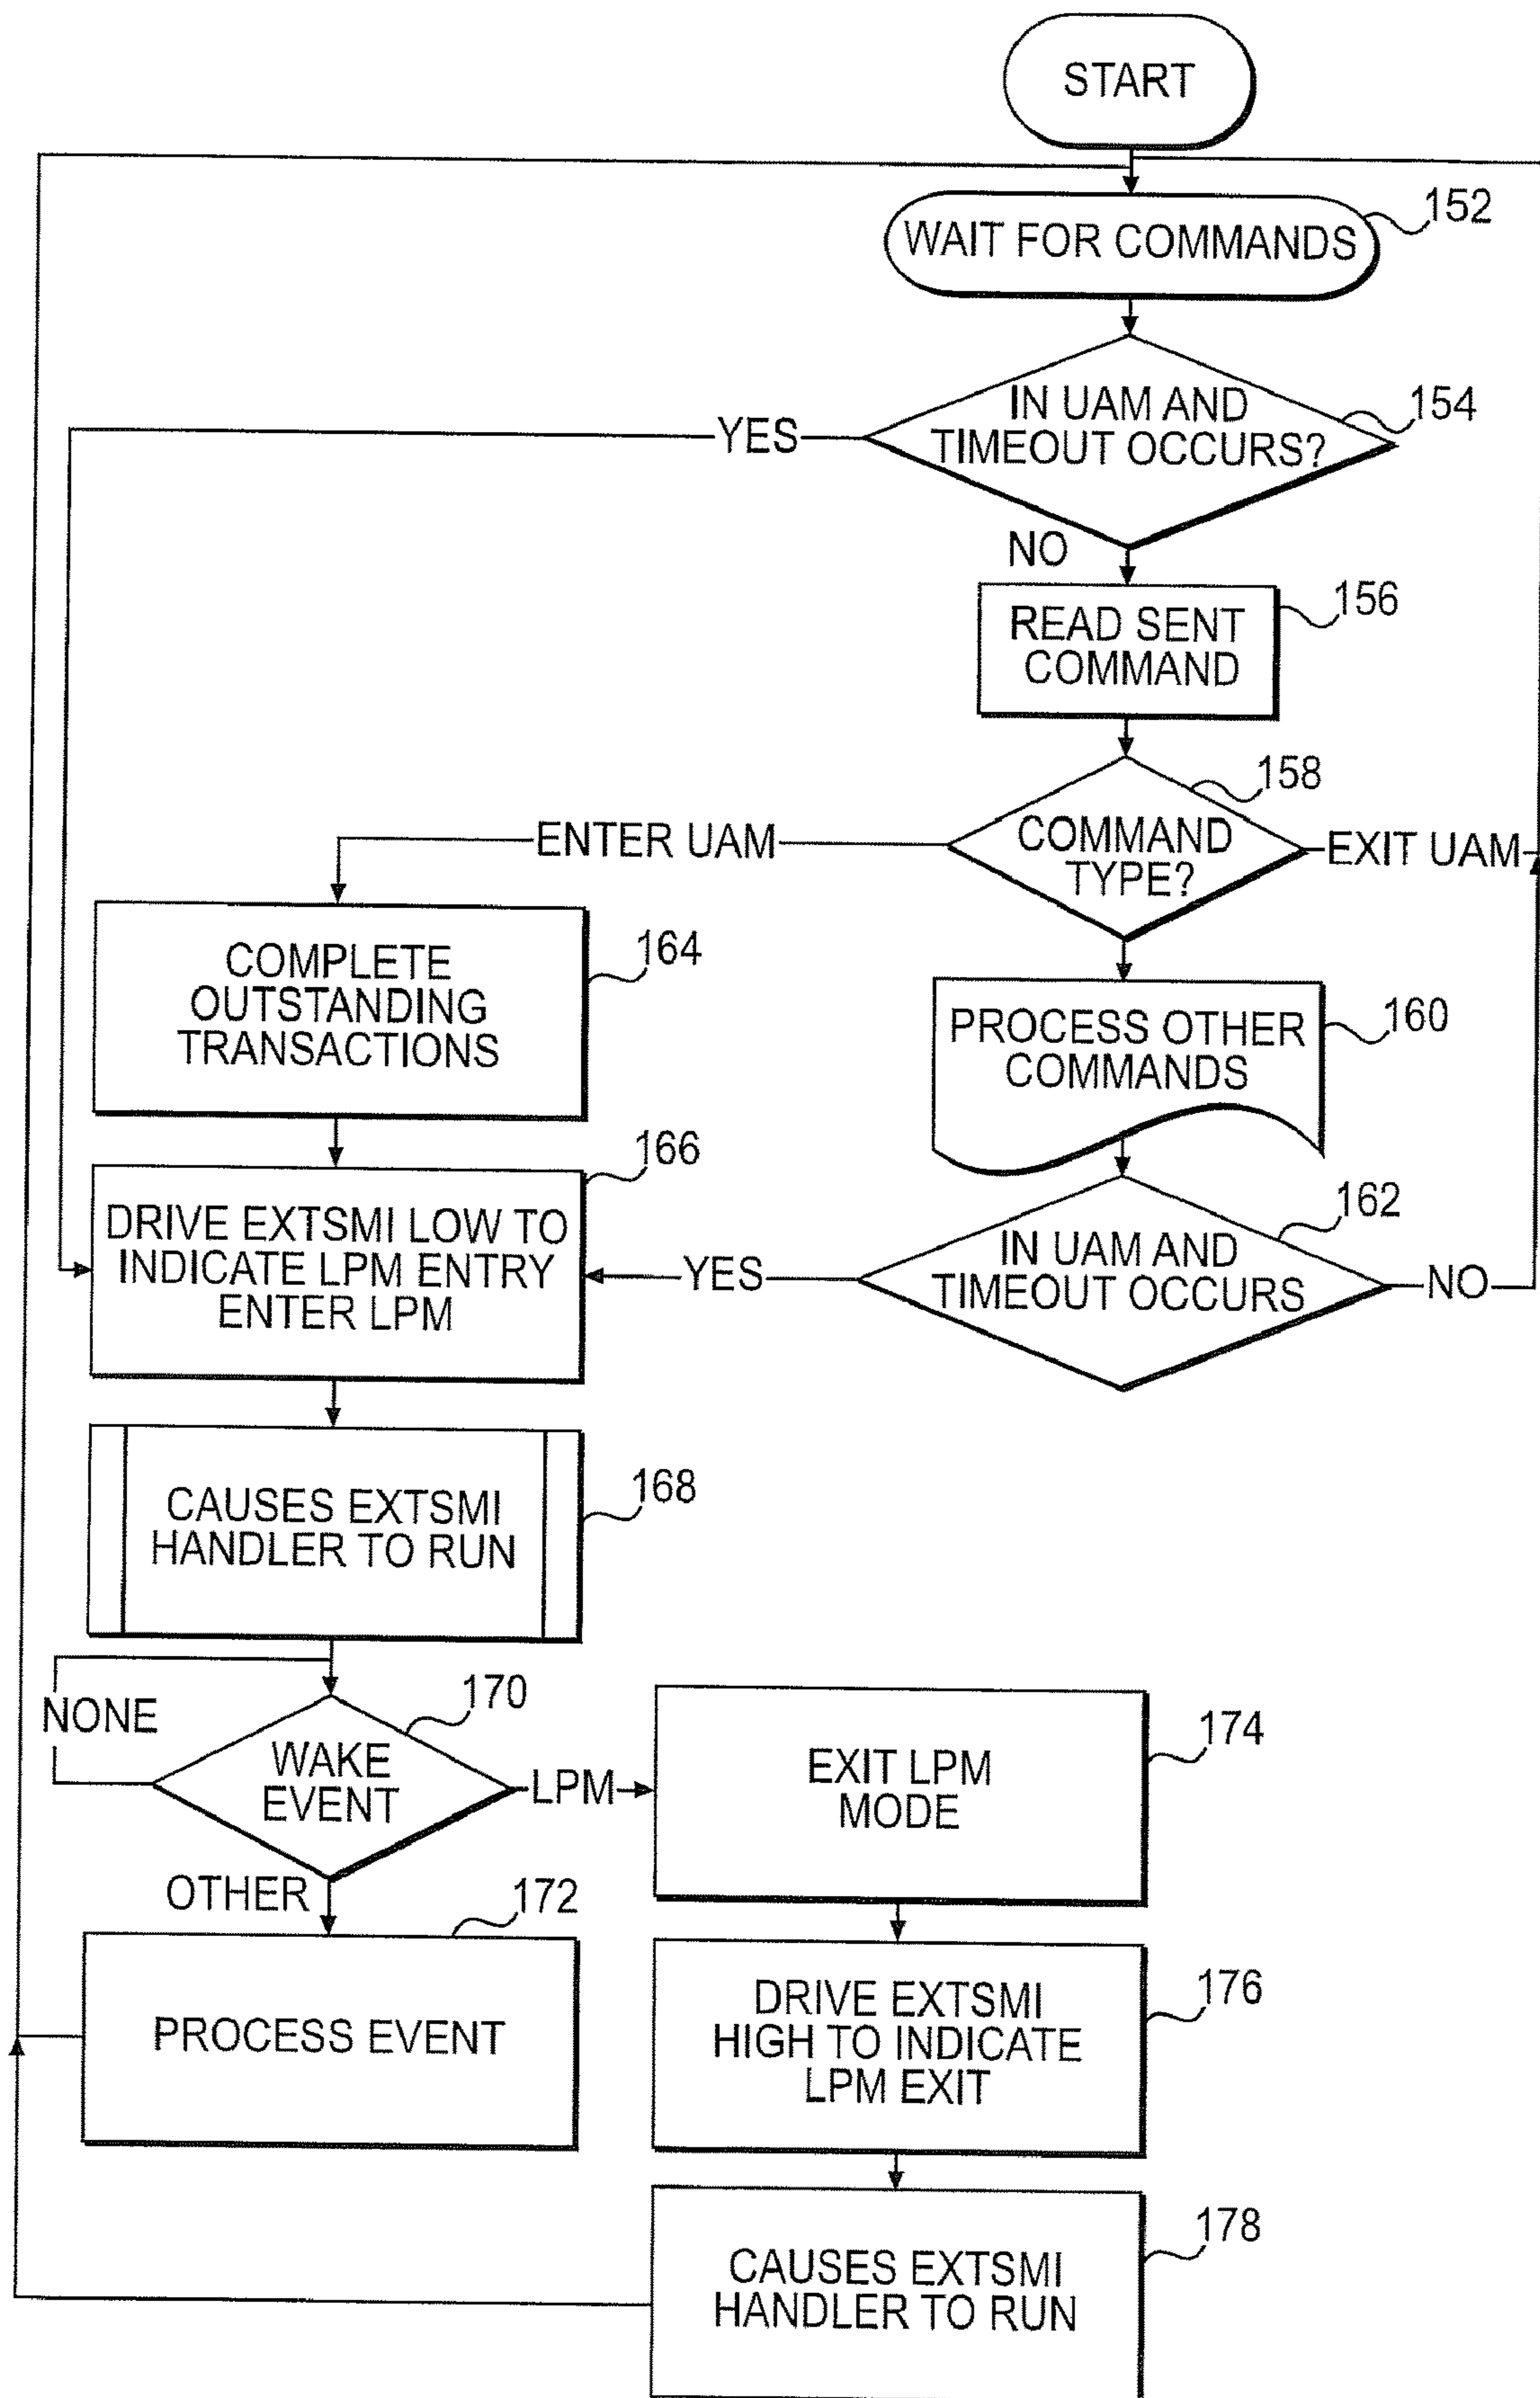 START
WAIT FOR COMMANDS
152
IN UAM AND
TIMEOUT OCCURS?
154
YES
NO
READ SENT
COMMAND
156
COMMAND
TYPE?
158
ENTER UAM
EXIT UAM
COMPLETE
OUTSTANDING
TRANSACTIONS
164
PROCESS OTHER
COMMANDS
160
DRIVE EXTSMI LOW TO
INDICATE LPM ENTRY
ENTER LPM
166
YES
IN UAM AND
TIMEOUT OCCURS
162
NO
CAUSES EXTSMI
HANDLER TO RUN
168
NONE
WAKE
EVENT
170
LPM
EXIT LPM
MODE
174
OTHER
PROCESS EVENT
172
DRIVE EXTSMI
HIGH TO INDICATE
LPM EXIT
176
CAUSES EXTSMI
HANDLER TO RUN
178